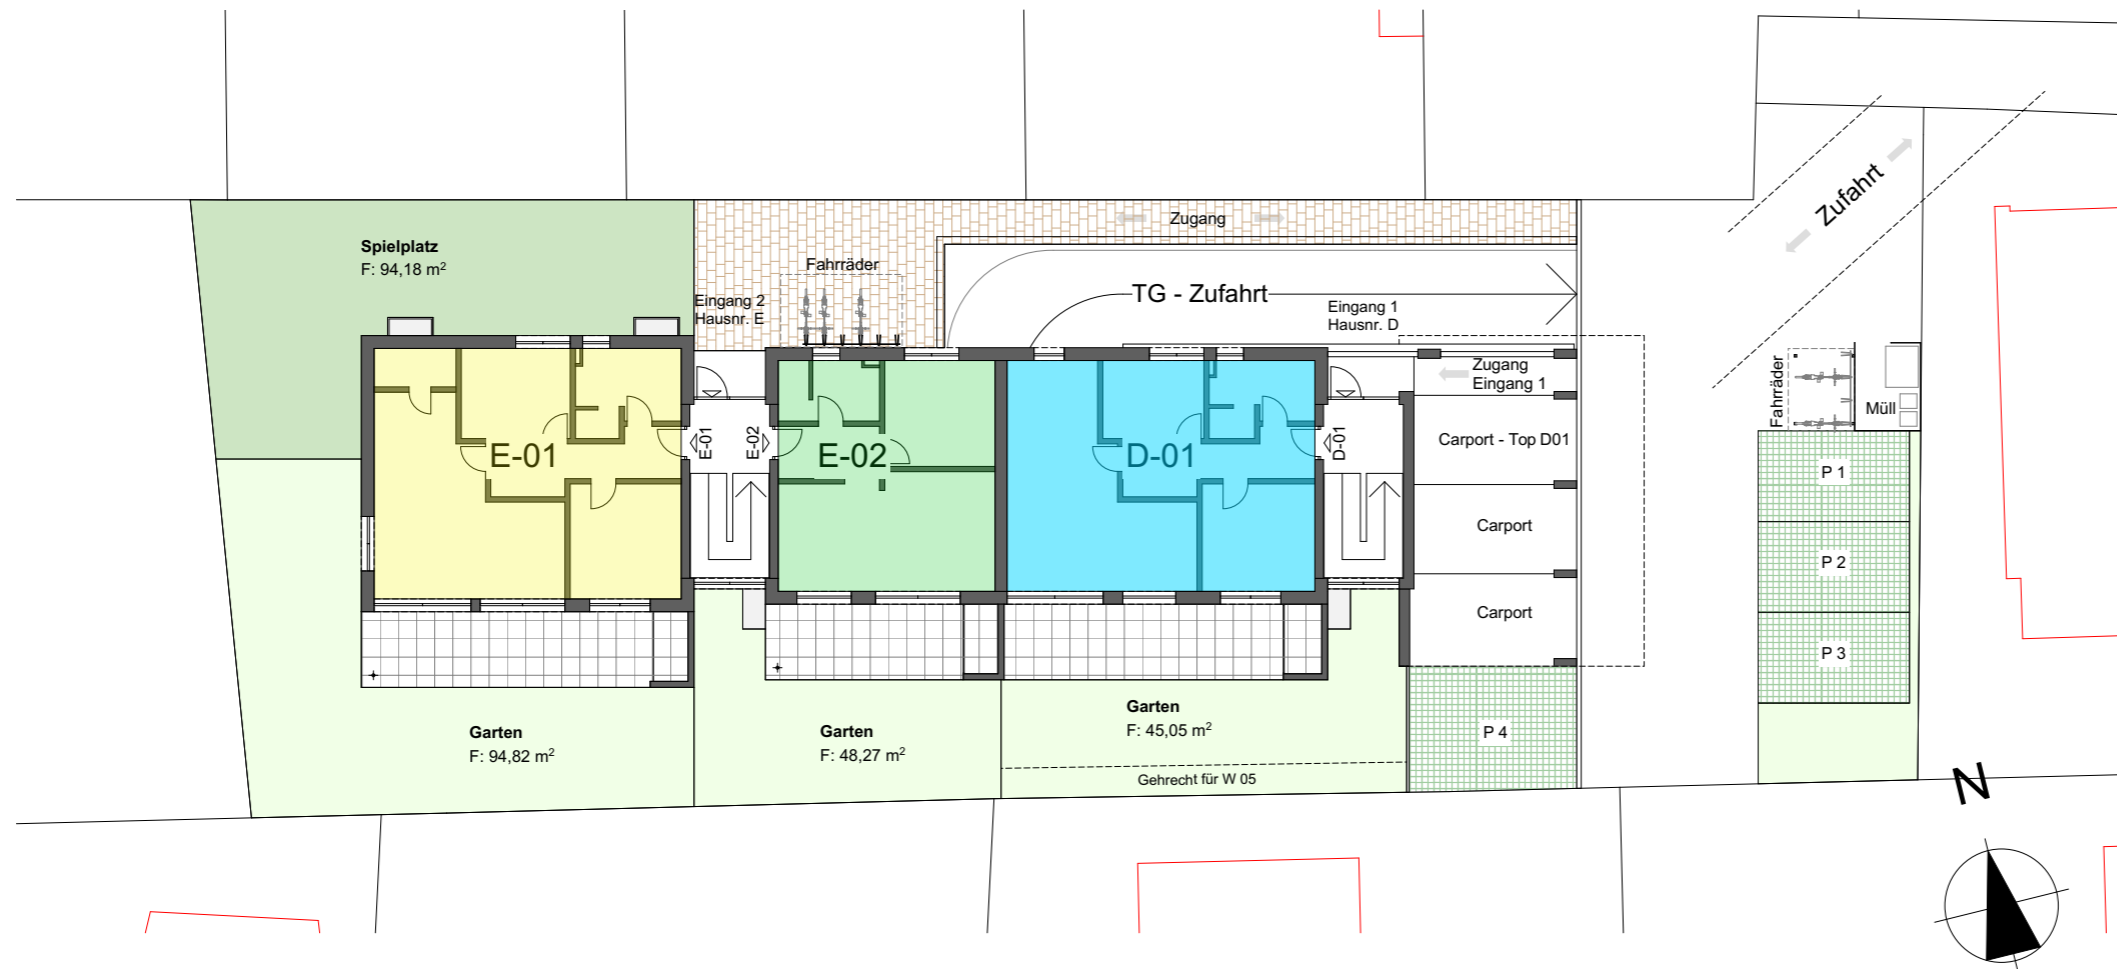 Zufahrt
Spielplatz
F: 94,18 m²
Zugang
Fahrräder
Eingang 2
Hausnr. E
TG - Zufahrt
Eingang 1
Hausnr. D
Zugang
Eingang 1
Fahrräder
Müll
E-01
E-01
E-02
E-02
D-01
D-01
Carport - Top D01
Carport
Carport
P 1
P 2
P 3
P 4
Garten
F: 94,82 m²
Garten
F: 48,27 m²
Garten
F: 45,05 m²
Gehrecht für W 05
N